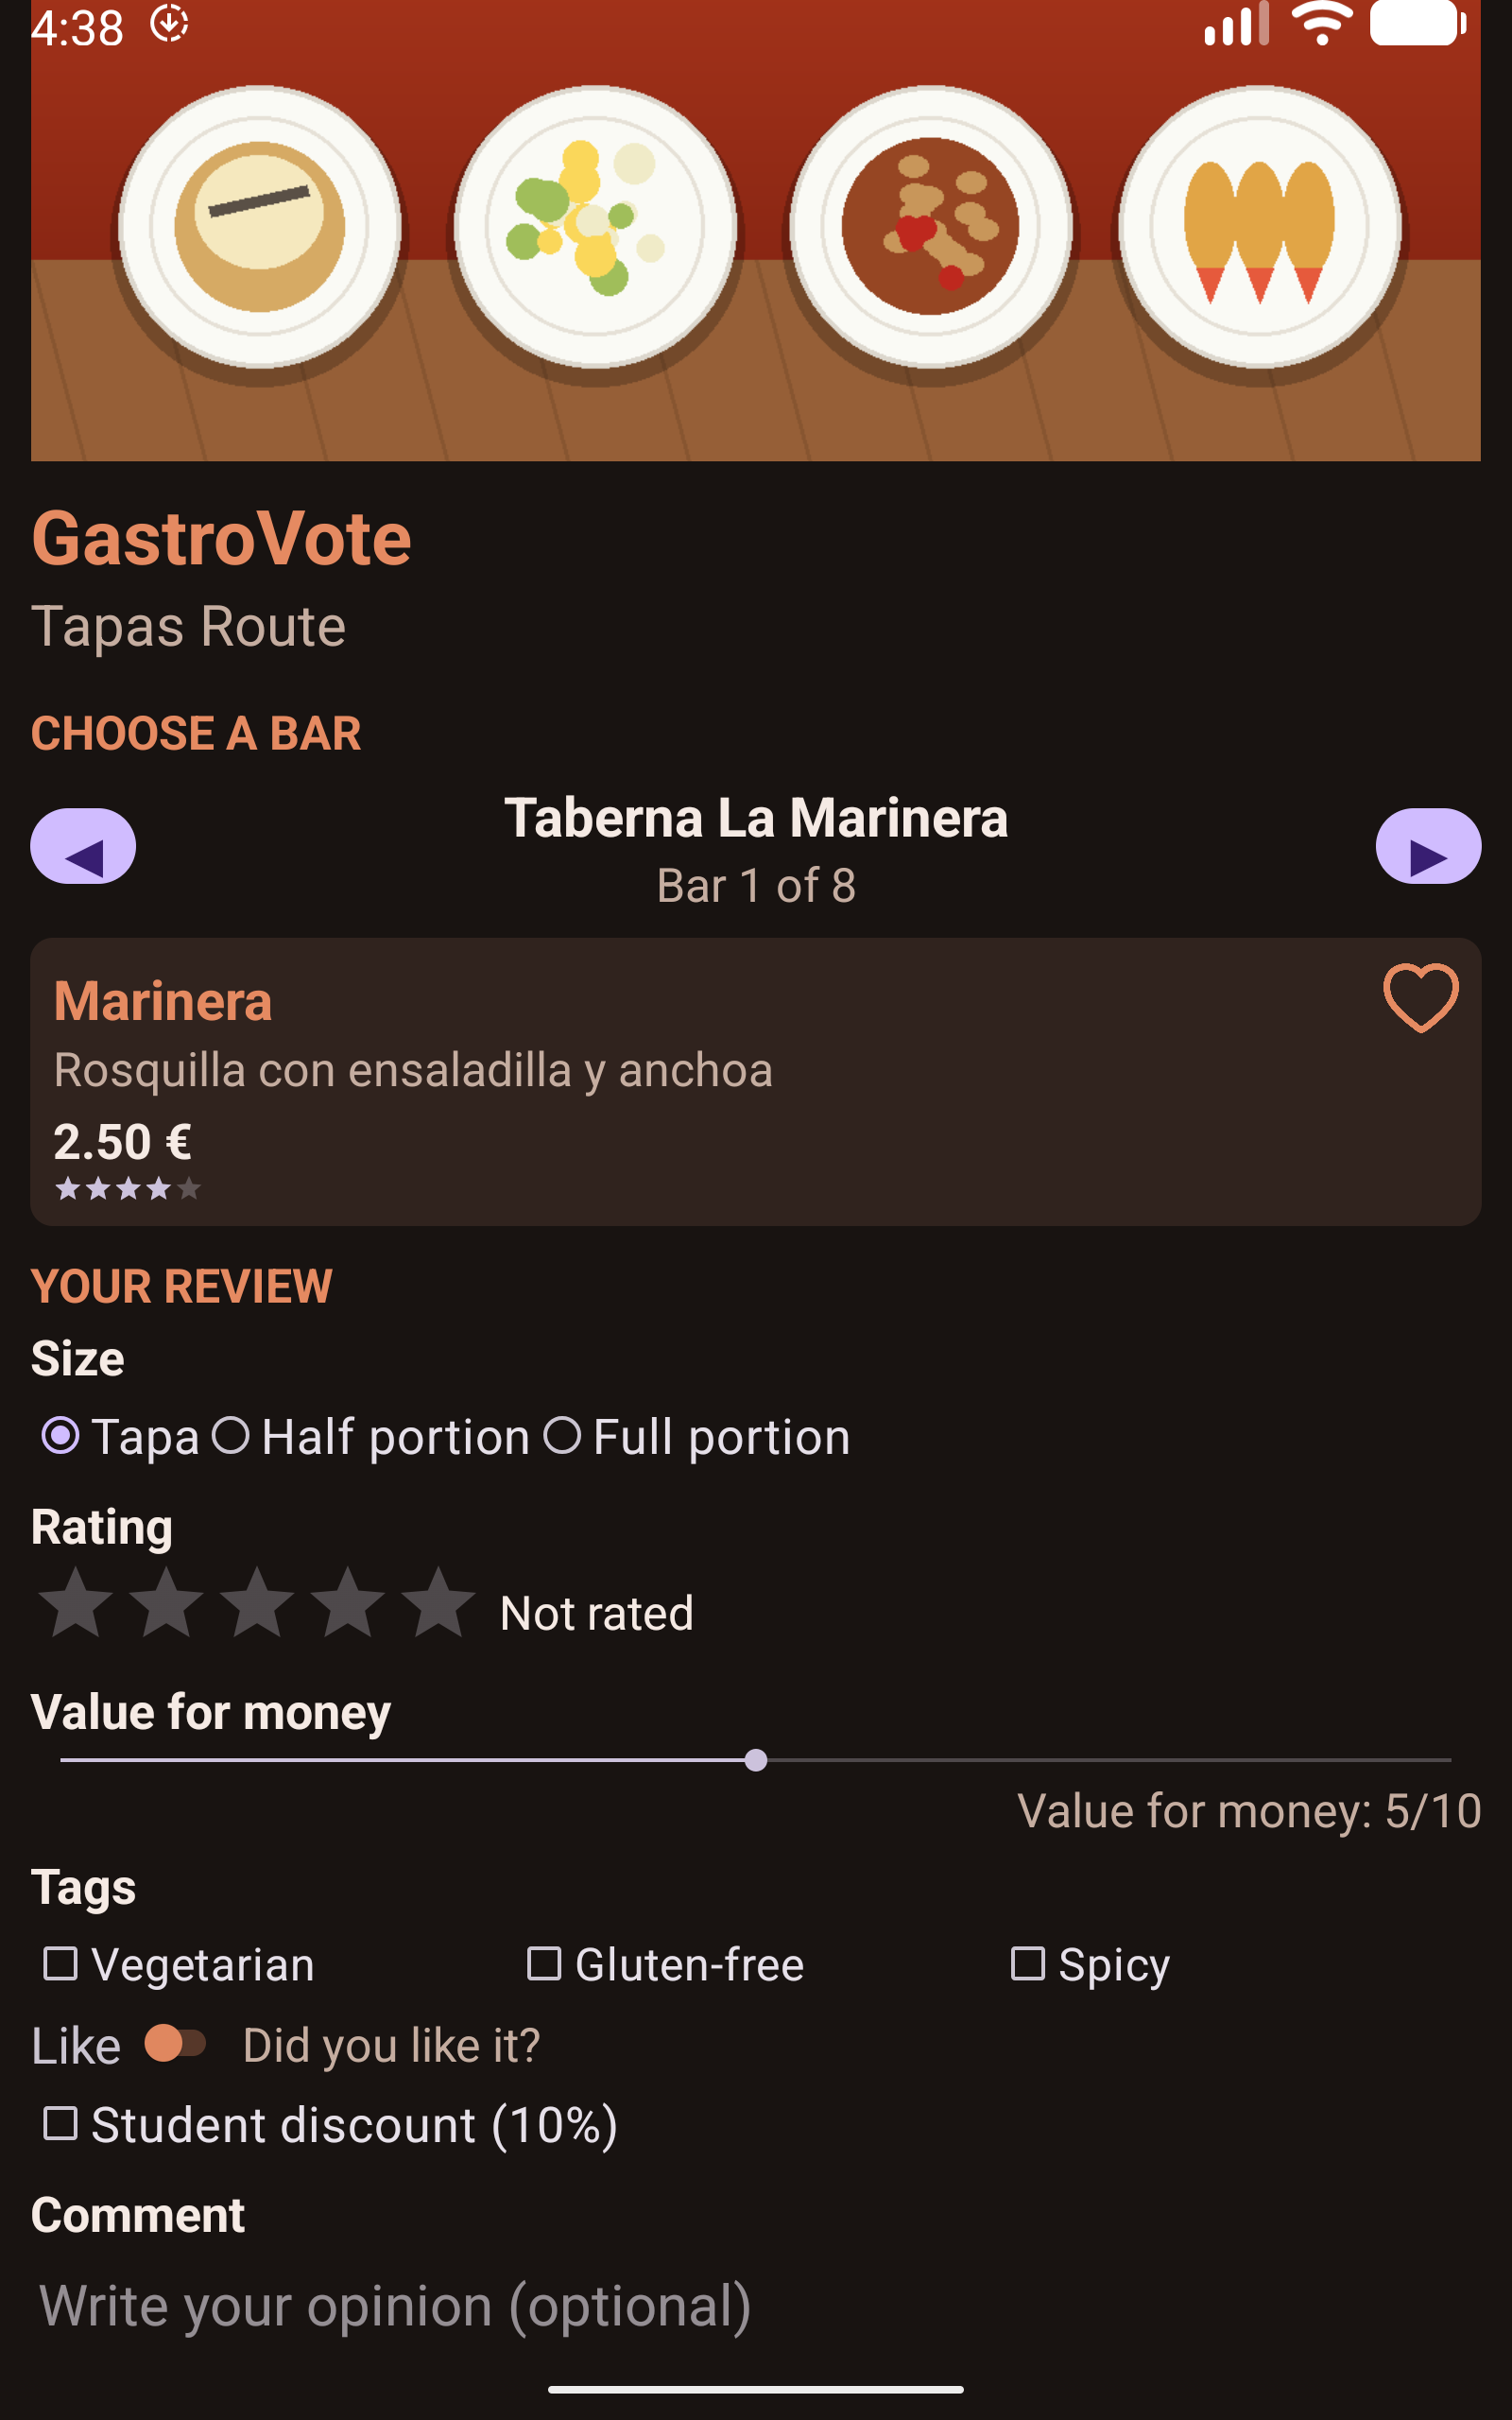 4:38
GastroVote
Tapas Route
CHOOSE A BAR
Taberna La Marinera
Bar 1 of 8
Marinera
Rosquilla con ensaladilla y anchoa
2.50 €
YOUR REVIEW
Size
Tapa Half portion Full portion
Rating
Not rated
Value for money
Value for money: 5/10
Tags
Vegetarian Gluten-free Spicy
Like Did you like it?
Student discount (10%)
Comment
Write your opinion (optional)